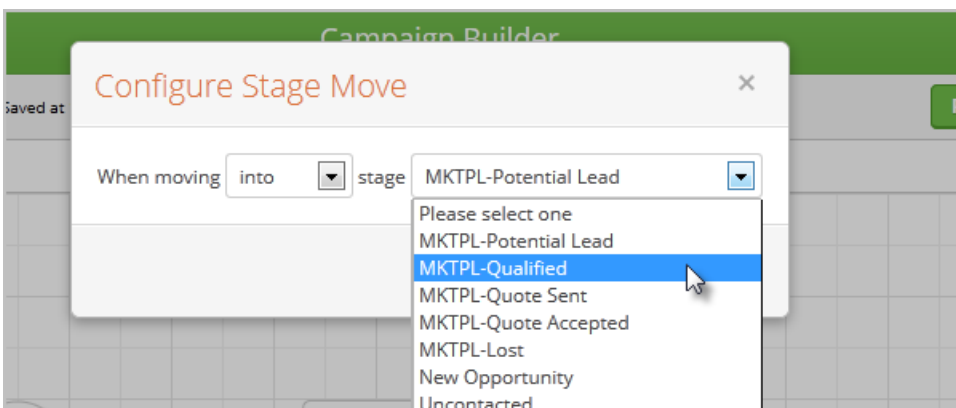 Campaign Builder
Configure Stage Move ×
Saved at
When moving into stage MKTPL-Potential Lead
Please select one
MKTPL-Potential Lead
MKTPL-Qualified
MKTPL-Quote Sent
MKTPL-Quote Accepted
MKTPL-Lost
New Opportunity
Uncontacted